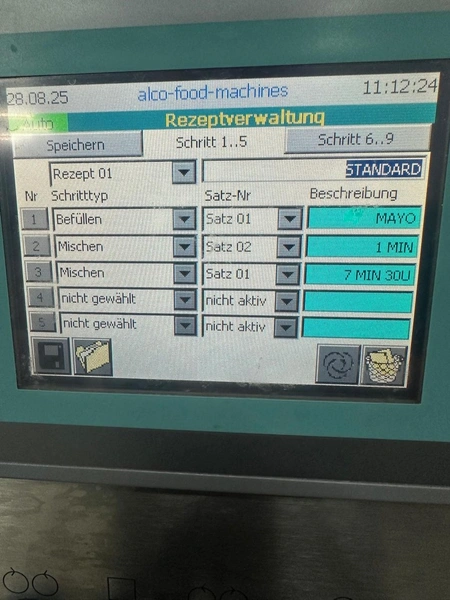 28.08.25 alco-food-machines 11:12:24
Auto Rezeptverwaltung
Speichern Schritt 1..5 Schritt 6..9
Rezept 01 STANDARD
Nr Schritttyp Satz-Nr Beschreibung
1 Befüllen Satz 01 MAYO
2 Mischen Satz 02 1 MIN
3 Mischen Satz 01 7 MIN 30U
4 nicht gewählt nicht aktiv
5 nicht gewählt nicht aktiv